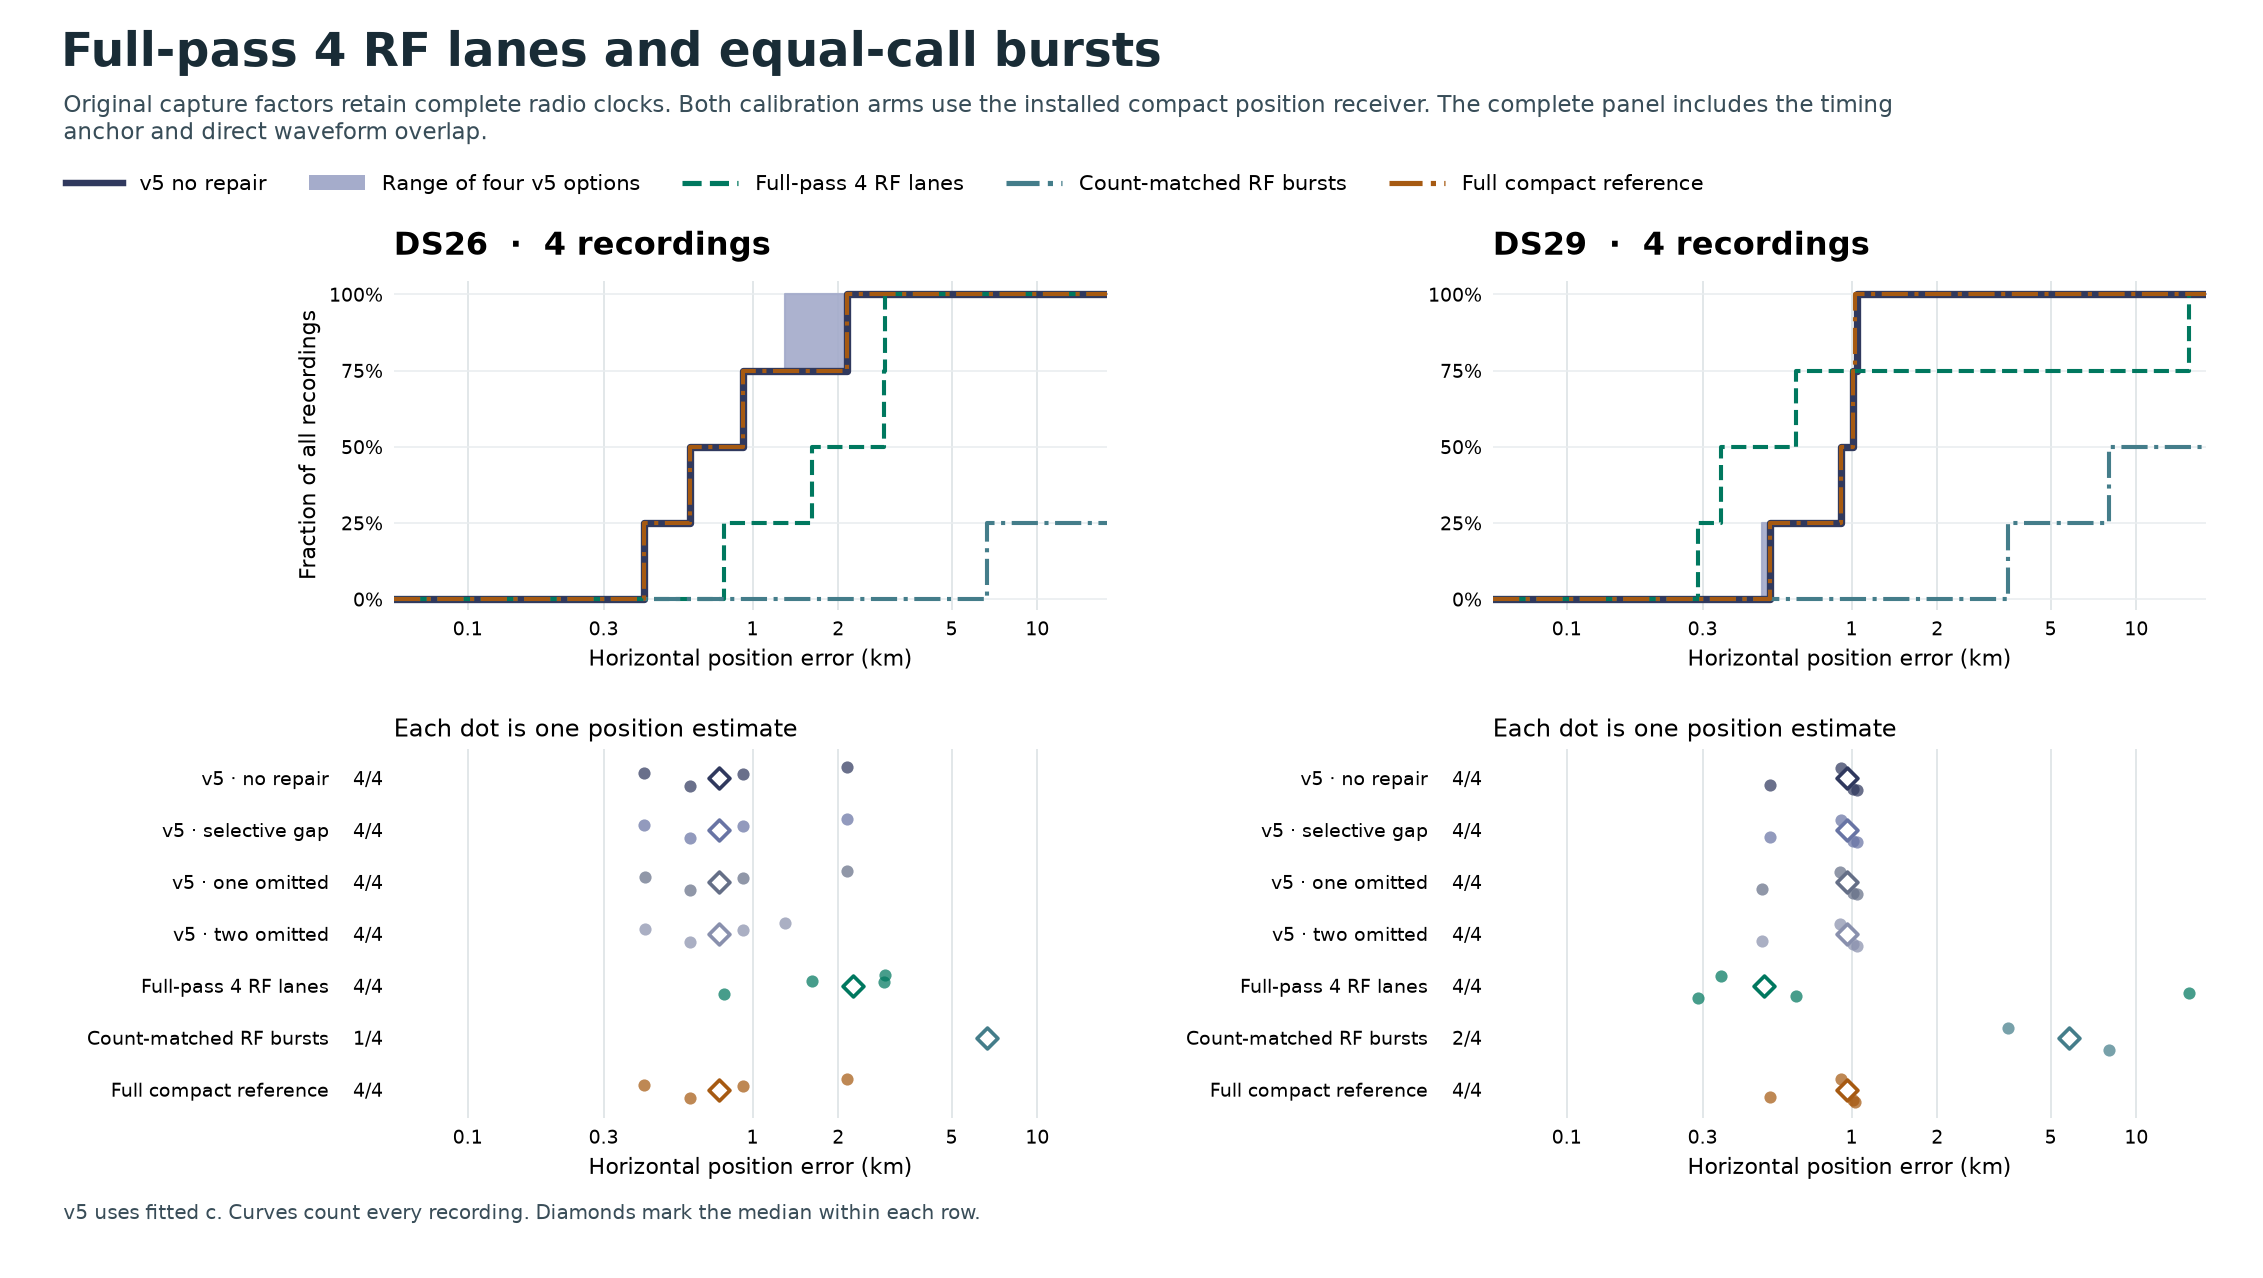 Full-pass 4 RF lanes and equal-call bursts
Original capture factors retain complete radio clocks. Both calibration arms use the installed compact position receiver. The complete panel includes the timing
anchor and direct waveform overlap.
v5 no repair
Range of four v5 options
Full-pass 4 RF lanes
Count-matched RF bursts
Full compact reference
DS26 · 4 recordings
Fraction of all recordings
100%
75%
50%
25%
0%
0.1 0.3 1 2 5 10
Horizontal position error (km)
DS29 · 4 recordings
100%
75%
50%
25%
0%
0.1 0.3 1 2 5 10
Horizontal position error (km)
Each dot is one position estimate
v5 · no repair 4/4
v5 · selective gap 4/4
v5 · one omitted 4/4
v5 · two omitted 4/4
Full-pass 4 RF lanes 4/4
Count-matched RF bursts 1/4
Full compact reference 4/4
0.1 0.3 1 2 5 10
Horizontal position error (km)
Each dot is one position estimate
v5 · no repair 4/4
v5 · selective gap 4/4
v5 · one omitted 4/4
v5 · two omitted 4/4
Full-pass 4 RF lanes 4/4
Count-matched RF bursts 2/4
Full compact reference 4/4
0.1 0.3 1 2 5 10
Horizontal position error (km)
v5 uses fitted c. Curves count every recording. Diamonds mark the median within each row.